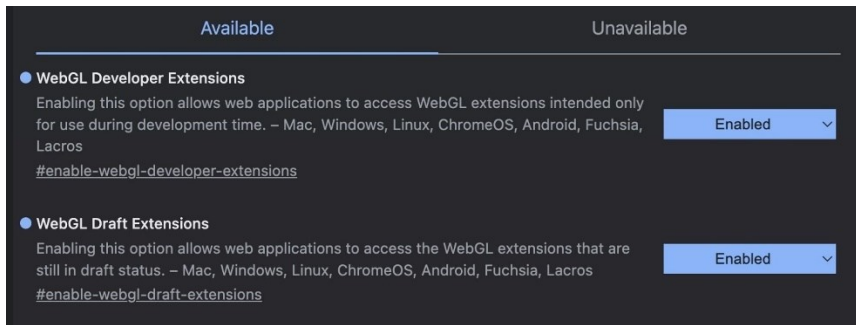 Available
Unavailable
WebGL Developer Extensions
Enabling this option allows web applications to access WebGL extensions intended only
for use during development time. – Mac, Windows, Linux, ChromeOS, Android, Fuchsia,
Lacros
#enable-webgl-developer-extensions
Enabled
WebGL Draft Extensions
Enabling this option allows web applications to access the WebGL extensions that are
still in draft status. – Mac, Windows, Linux, ChromeOS, Android, Fuchsia, Lacros
#enable-webgl-draft-extensions
Enabled